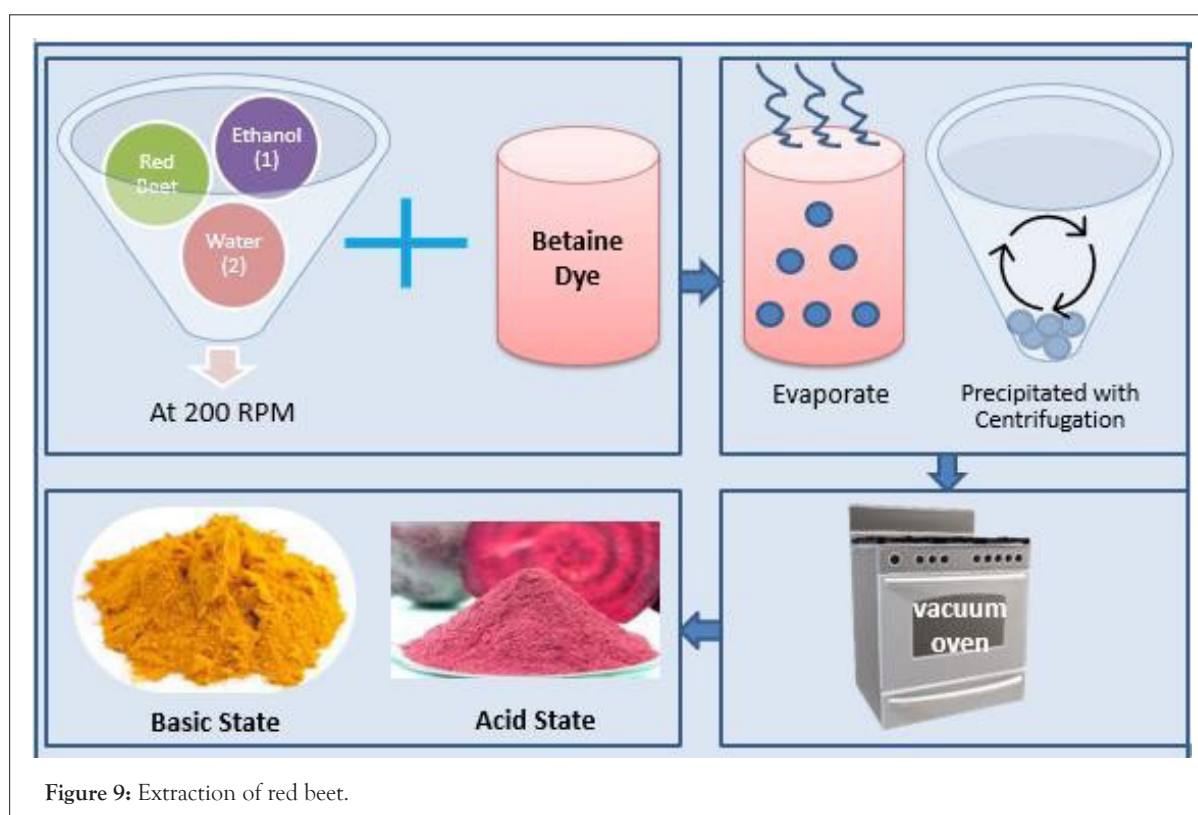 Red
Beet
Ethanol
(1)
Water
(2)
At 200 RPM
Betaine
Dye
Evaporate
Precipitated with
Centrifugation
vacuum
oven
Basic State
Acid State
Figure 9: Extraction of red beet.